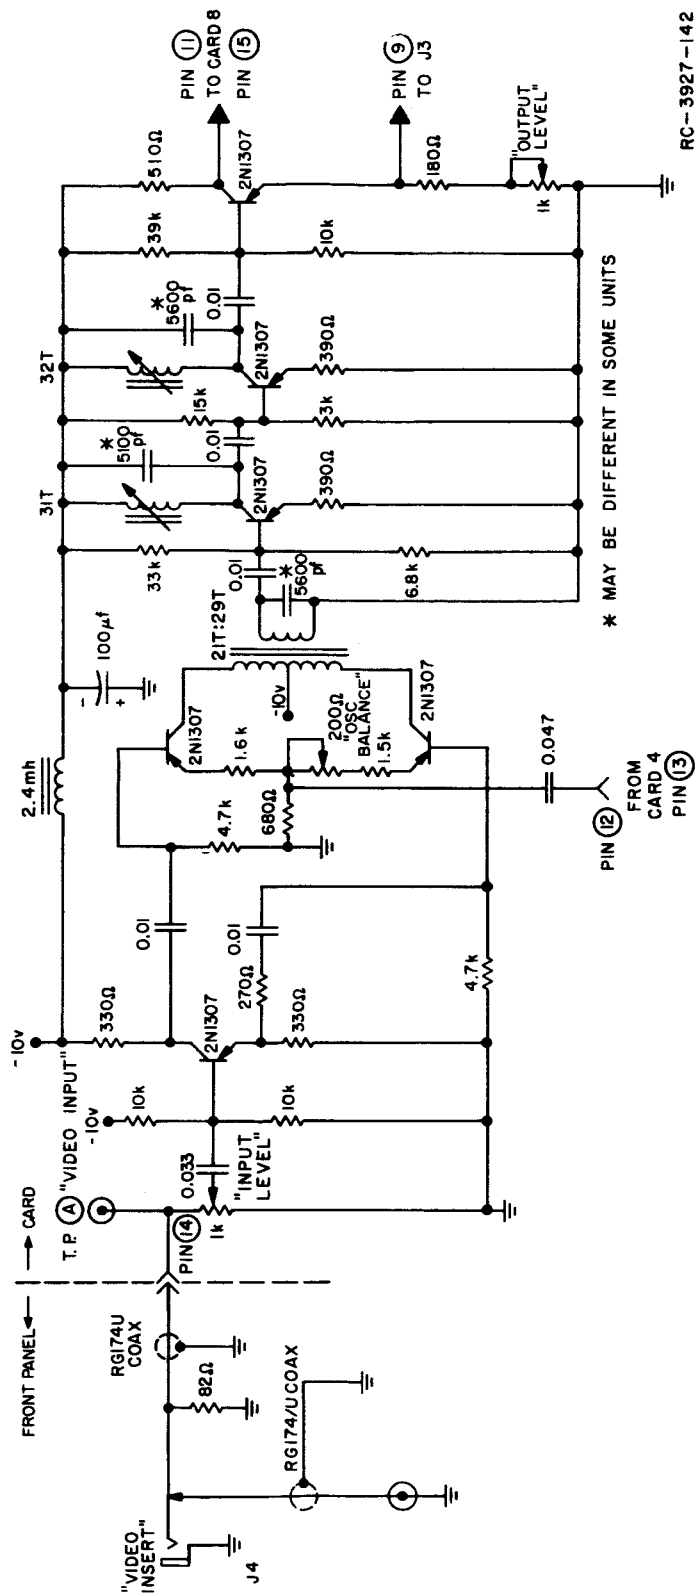 FRONT PANEL
CARD
"VIDEO
INSERT"
J4
82Ω
RG174U
COAX
RG174/U COAX
T.P. A "VIDEO INPUT"
PIN 14
1k
0.033
"INPUT
LEVEL"
-10v
10k
10k
-10v
330Ω
2N1307
270Ω
330Ω
0.01
0.01
4.7k
2.4mh
-
100µf
+
2N1307
4.7k
680Ω
1.6k
200Ω
"OSC
BALANCE"
1.5k
2N1307
-10v
21T:29T
0.047
PIN 12
FROM
CARD 4
PIN 13
0.01
*
5600
pf
33k
6.8k
31T
*
5100
pf
2N1307
390Ω
0.01
15k
3k
32T
*
5600
pf
2N1307
390Ω
0.01
39k
10k
510Ω
2N1307
PIN 11
TO CARD 8
PIN 15
PIN 9
TO J3
180Ω
"OUTPUT
LEVEL"
1k
* MAY BE DIFFERENT IN SOME UNITS
RC-3927-142